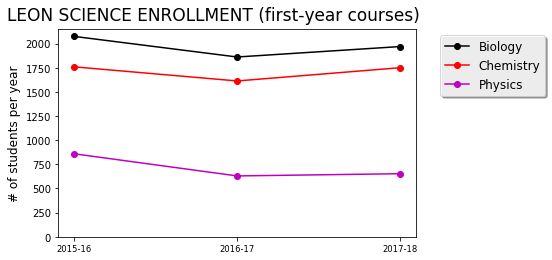 LEON SCIENCE ENROLLMENT (first-year courses)
# of students per year
2000
1750
1500
1250
1000
750
500
250
0
2015-16
2016-17
2017-18
Biology
Chemistry
Physics